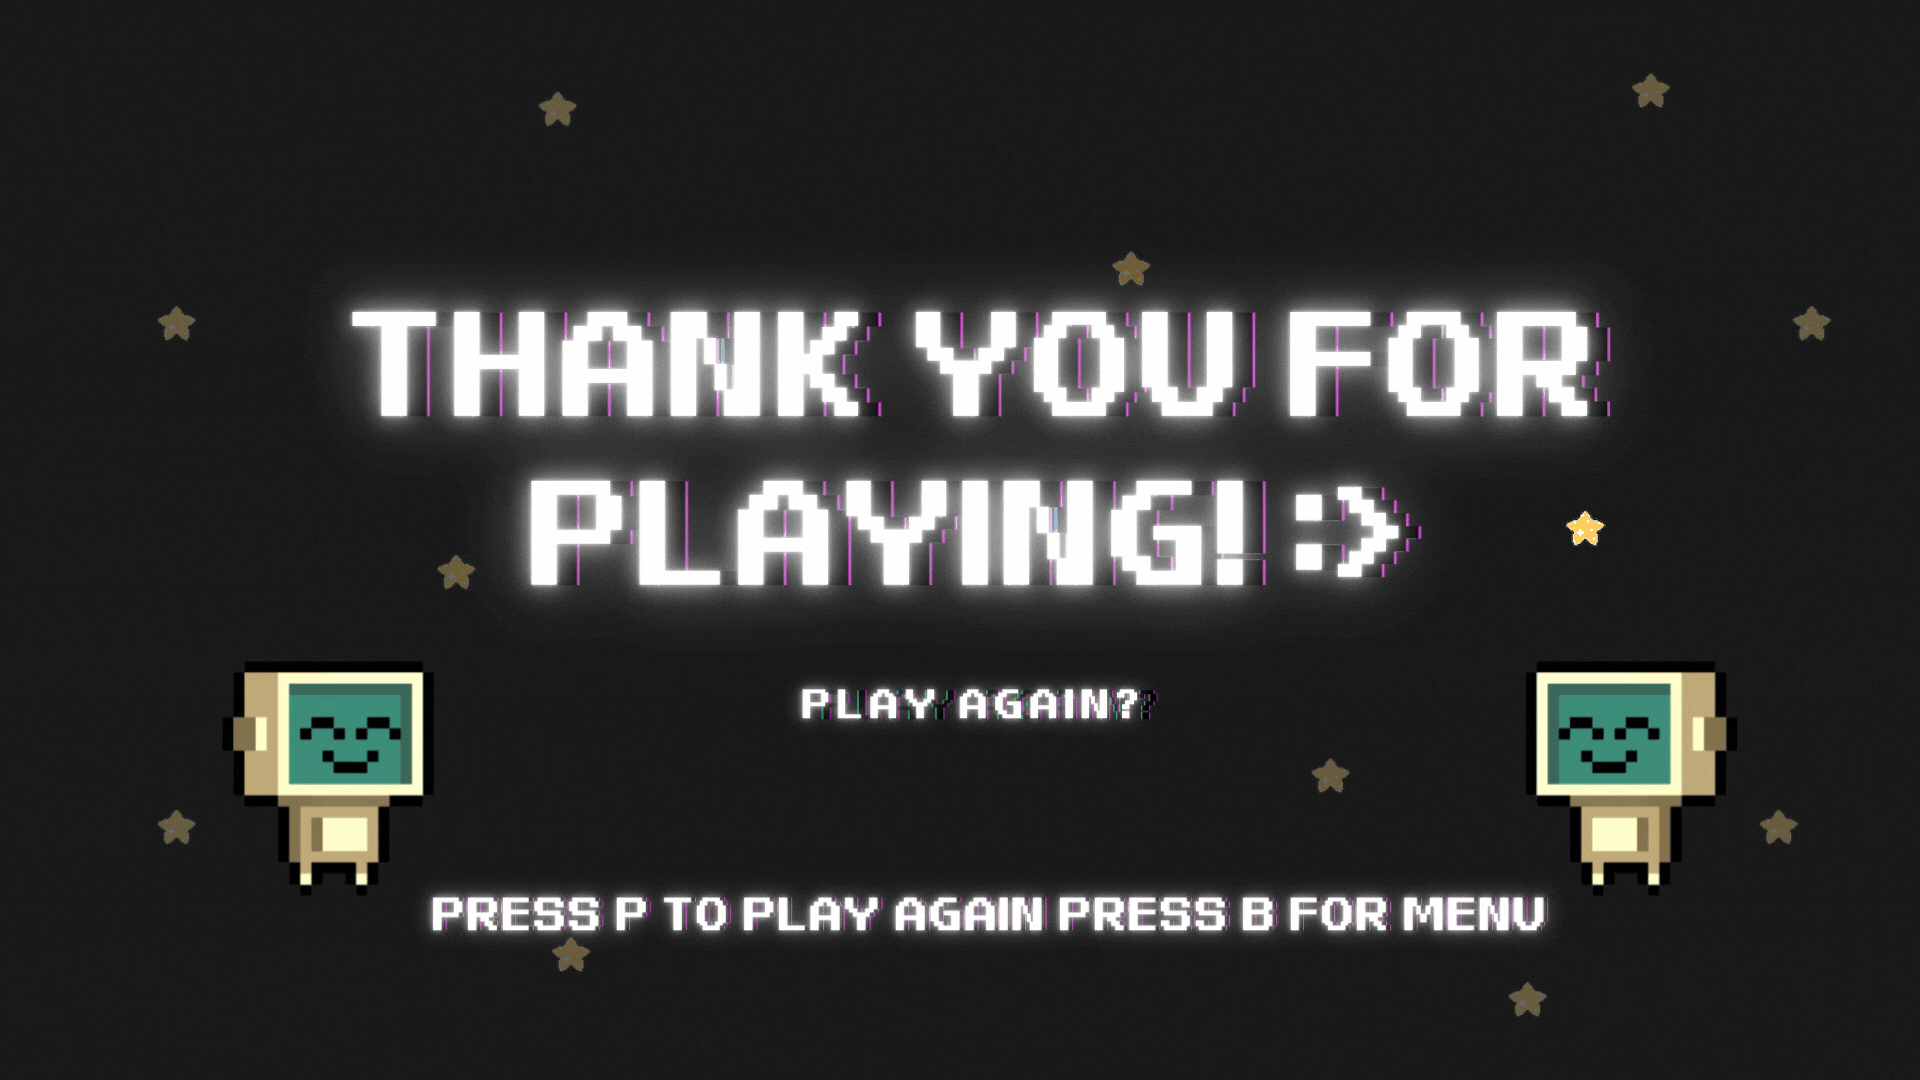 THANK YOU FOR
PLAYING! :>
PLAY AGAIN?
PRESS P TO PLAY AGAIN PRESS B FOR MENU